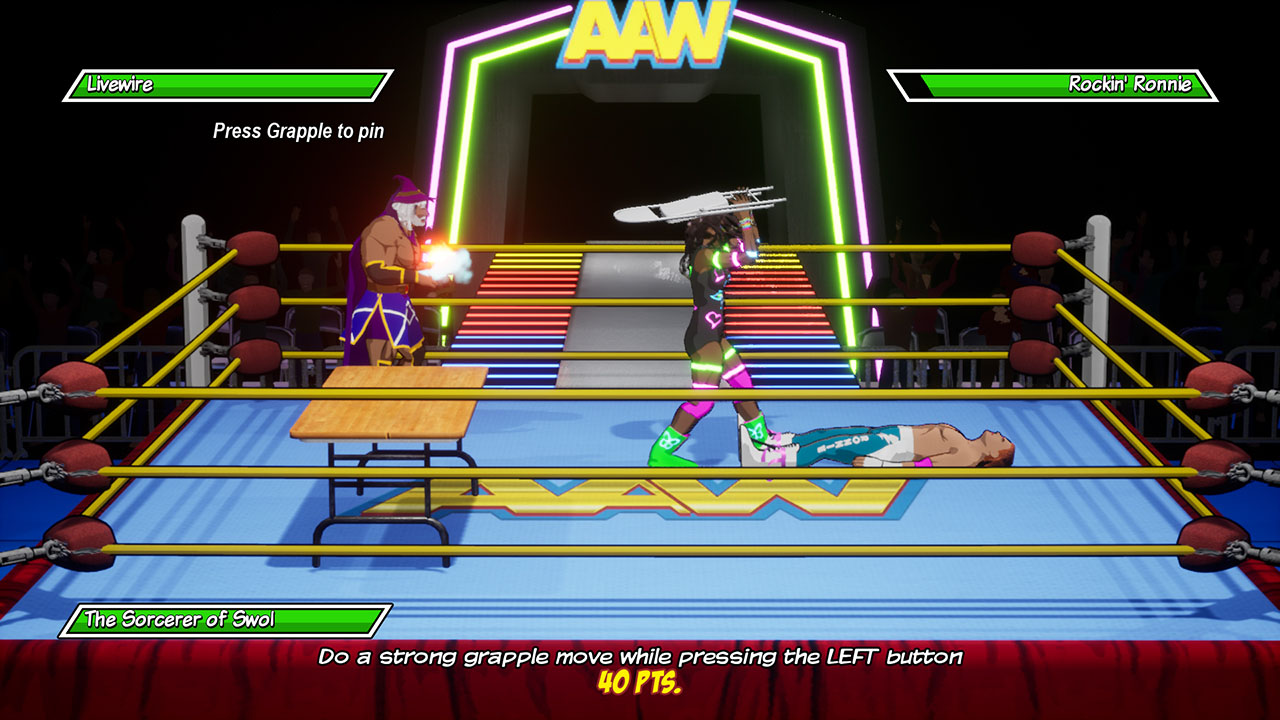 AAW
Livewire
Rockin' Ronnie
Press Grapple to pin
RONNIE
AAW
The Sorcerer of Swol
Do a strong grapple move while pressing the LEFT button
40 PTS.